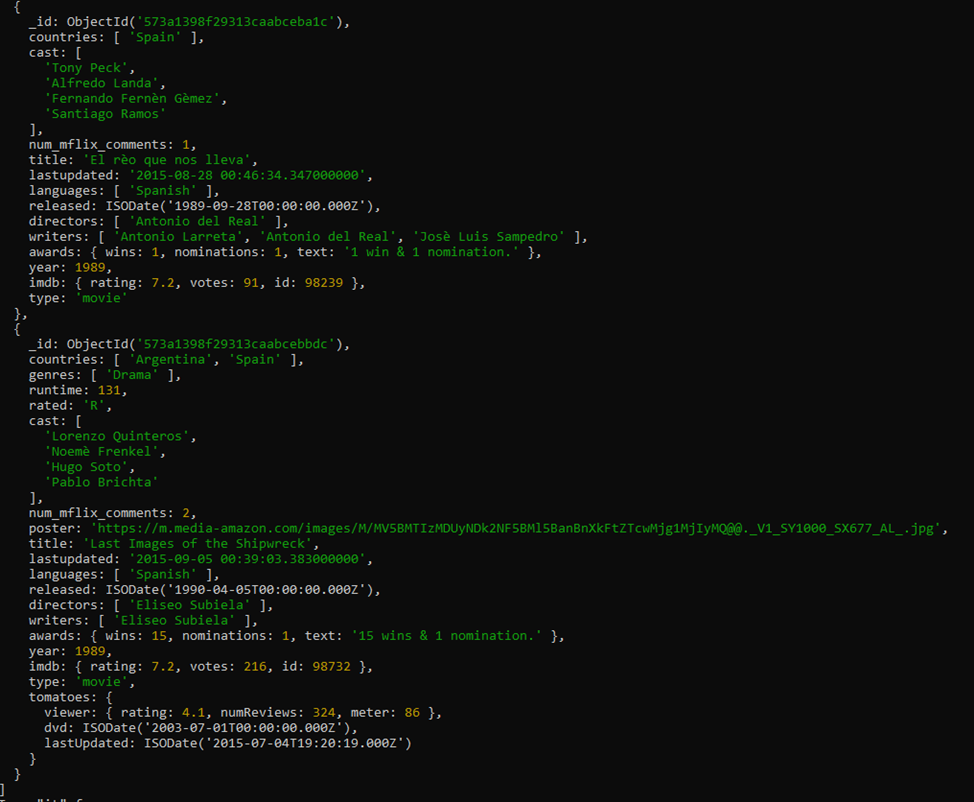 {
_id: ObjectId('573a1398f29313caabceba1c'),
countries: [ 'Spain' ],
cast: [
'Tony Peck',
'Alfredo Landa',
'Fernando Fernèn Gèmez',
'Santiago Ramos'
],
num_mflix_comments: 1,
title: 'El rèo que nos lleva',
lastupdated: '2015-08-28 00:46:34.347000000',
languages: [ 'Spanish' ],
released: ISODate('1989-09-28T00:00:00.000Z'),
directors: [ 'Antonio del Real' ],
writers: [ 'Antonio Larreta', 'Antonio del Real', 'Josè Luis Sampedro' ],
awards: { wins: 1, nominations: 1, text: '1 win & 1 nomination.' },
year: 1989,
imdb: { rating: 7.2, votes: 91, id: 98239 },
type: 'movie'
},
{
_id: ObjectId('573a1398f29313caabcebbdc'),
countries: [ 'Argentina', 'Spain' ],
genres: [ 'Drama' ],
runtime: 131,
rated: 'R',
cast: [
'Lorenzo Quinteros',
'Noemè Frenkel',
'Hugo Soto',
'Pablo Brichta'
],
num_mflix_comments: 2,
poster: 'https://m.media-amazon.com/images/M/MV5BMTIzMDUyNDk2NF5BMl5BanBnXkFtZTcwMjg1MjIyMQ@@._V1_SY1000_SX677_AL_.jpg',
title: 'Last Images of the Shipwreck',
lastupdated: '2015-09-05 00:39:03.383000000',
languages: [ 'Spanish' ],
released: ISODate('1990-04-05T00:00:00.000Z'),
directors: [ 'Eliseo Subiela' ],
writers: [ 'Eliseo Subiela' ],
awards: { wins: 15, nominations: 1, text: '15 wins & 1 nomination.' },
year: 1989,
imdb: { rating: 7.2, votes: 216, id: 98732 },
type: 'movie',
tomatoes: {
viewer: { rating: 4.1, numReviews: 324, meter: 86 },
dvd: ISODate('2003-07-01T00:00:00.000Z'),
lastUpdated: ISODate('2015-07-04T19:20:19.000Z')
}
}
]